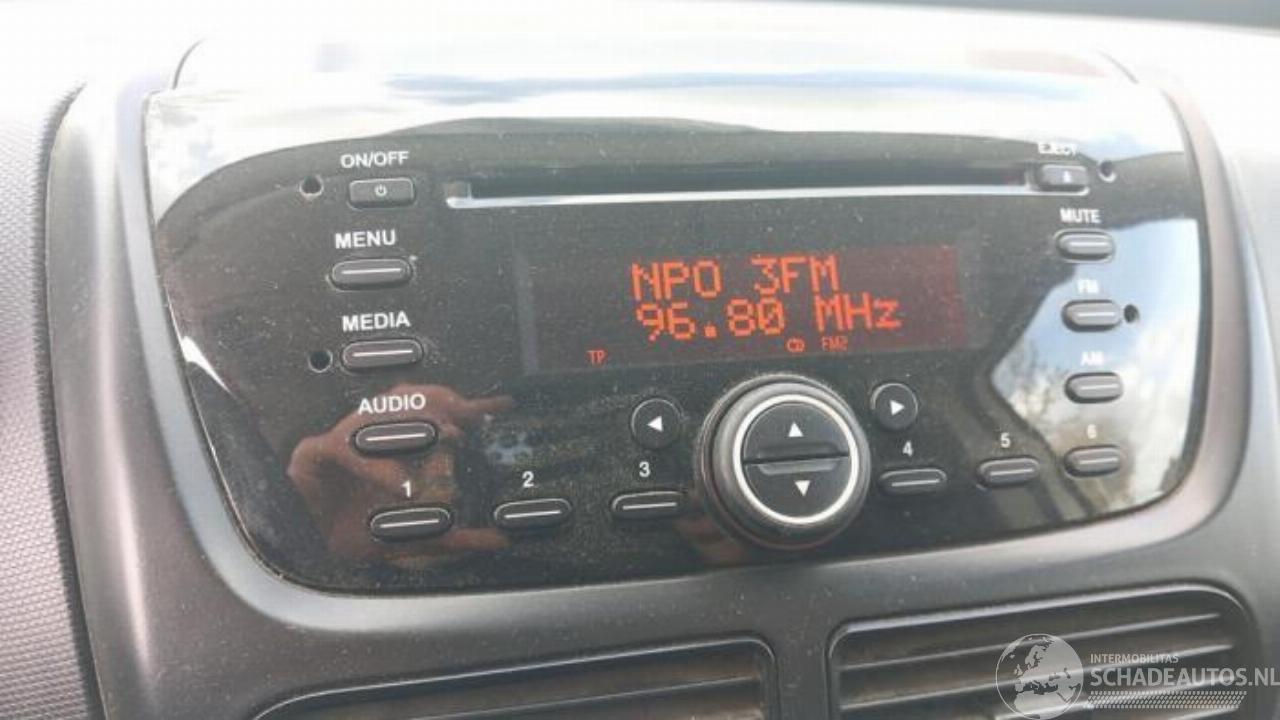 ON/OFF
EJECT
MENU
MUTE
NPO 3FM
96.80 MHz
FM
MEDIA
TP CD FM2
AM
AUDIO
1 2 3 4 5 6
INTERMOBILITAS
SCHADEAUTOS.NL